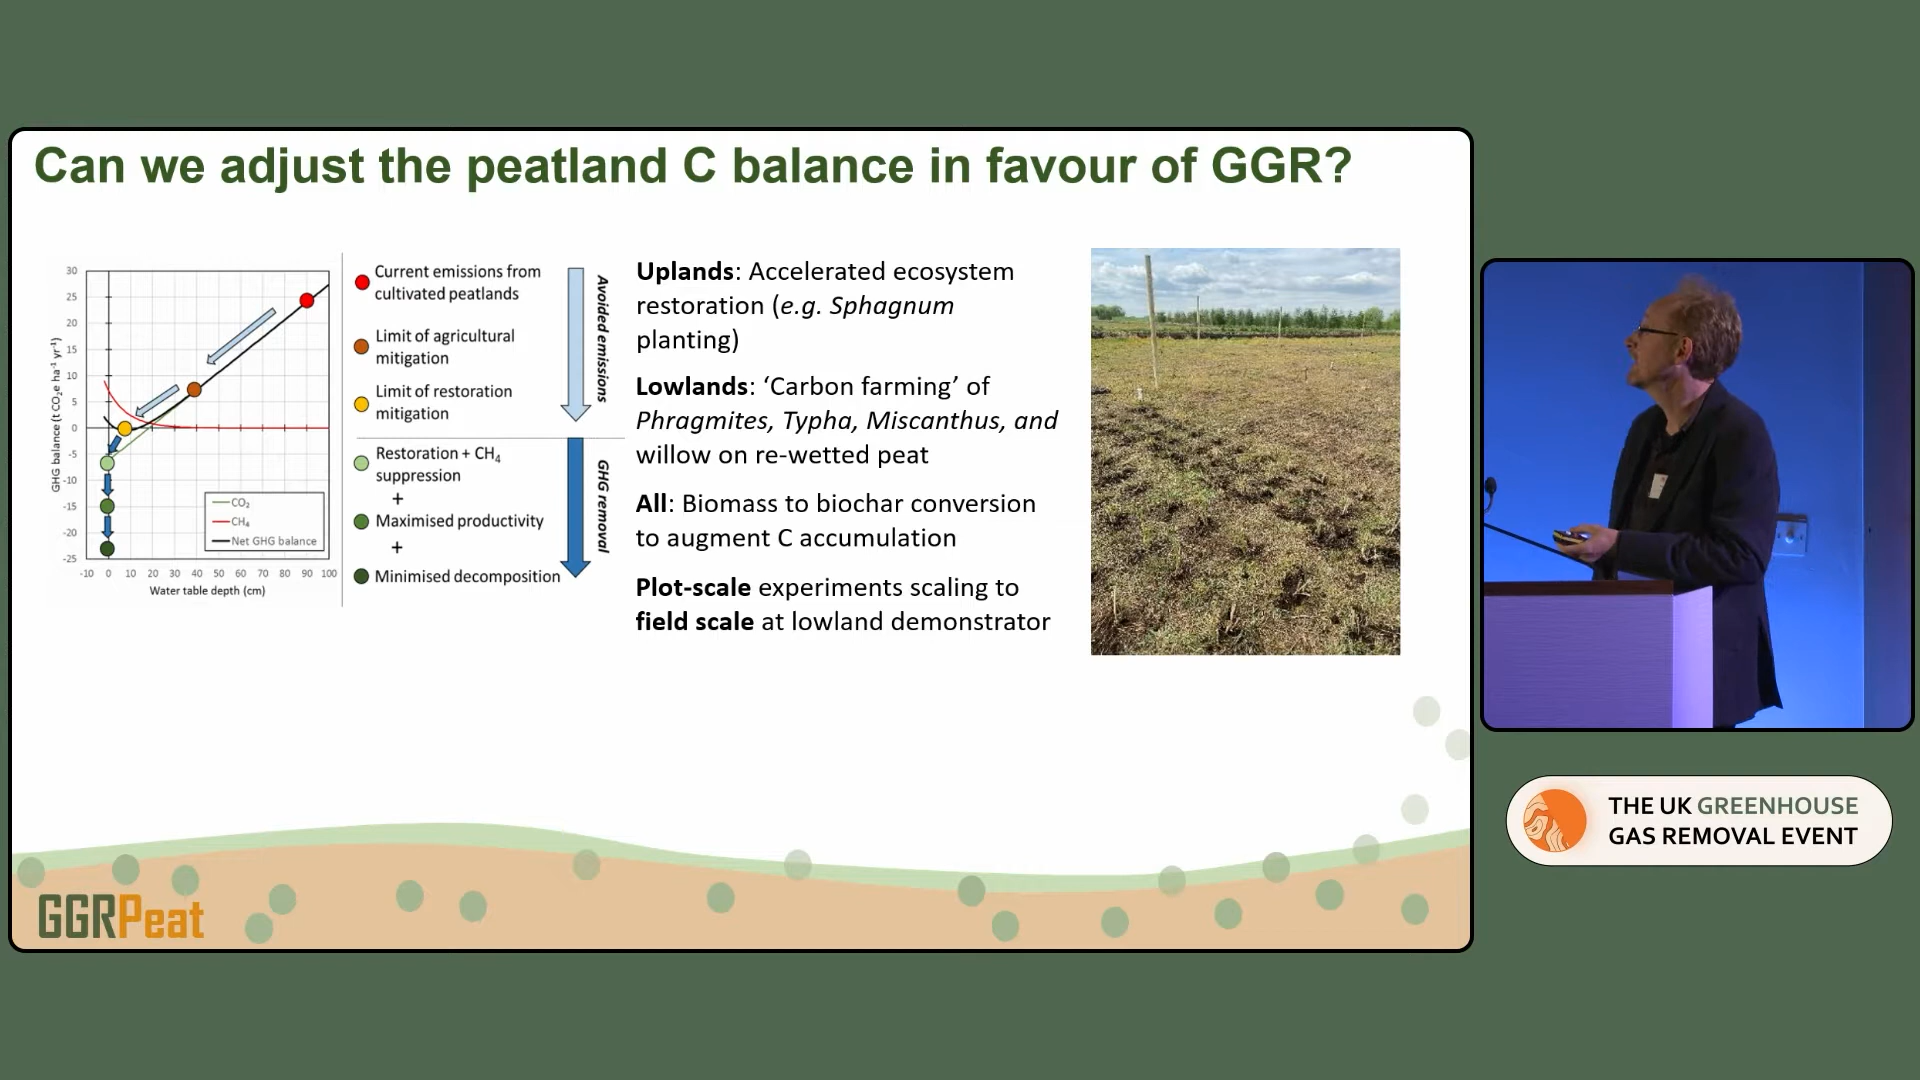 Can we adjust the peatland C balance in favour of GGR?
30
25
20
15
10
5
0
-5
-10
-15
-20
-25
GHG balance (t CO₂e ha⁻¹ yr⁻¹)
-10 0 10 20 30 40 50 60 70 80 90 100
Water table depth (cm)
CO₂
CH₄
Net GHG balance
Current emissions from
cultivated peatlands
Limit of agricultural
mitigation
Limit of restoration
mitigation
Restoration + CH₄
suppression
+
Maximised productivity
+
Minimised decomposition
Avoided emissions
GHG removal
Uplands: Accelerated ecosystem
restoration (e.g. Sphagnum
planting)
Lowlands: ‘Carbon farming’ of
Phragmites, Typha, Miscanthus, and
willow on re-wetted peat
All: Biomass to biochar conversion
to augment C accumulation
Plot-scale experiments scaling to
field scale at lowland demonstrator
GGRPeat
THE UK GREENHOUSE
GAS REMOVAL EVENT